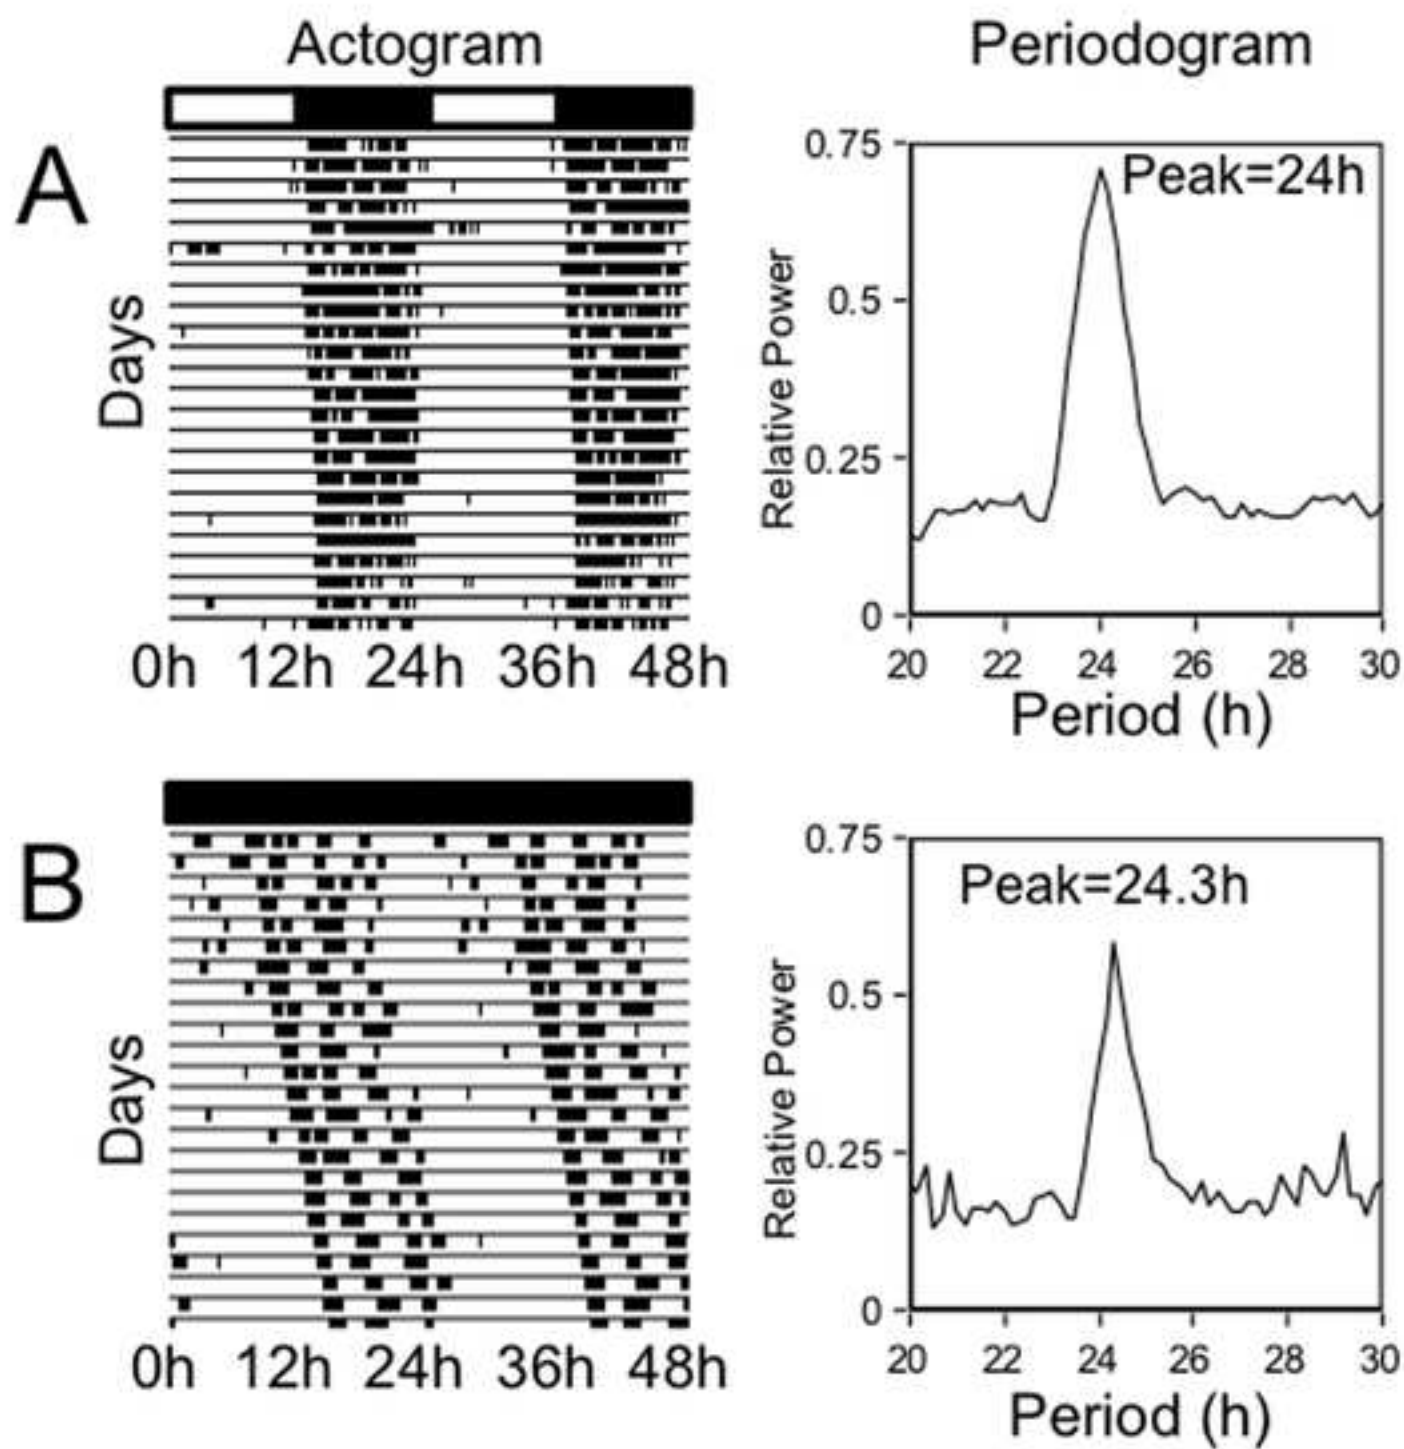 Actogram
Periodogram
A
Days
0h 12h 24h 36h 48h
0.75
0.5
0.25
0
Relative Power
Peak=24h
20 22 24 26 28 30
Period (h)
B
Days
0h 12h 24h 36h 48h
0.75
0.5
0.25
0
Relative Power
Peak=24.3h
20 22 24 26 28 30
Period (h)